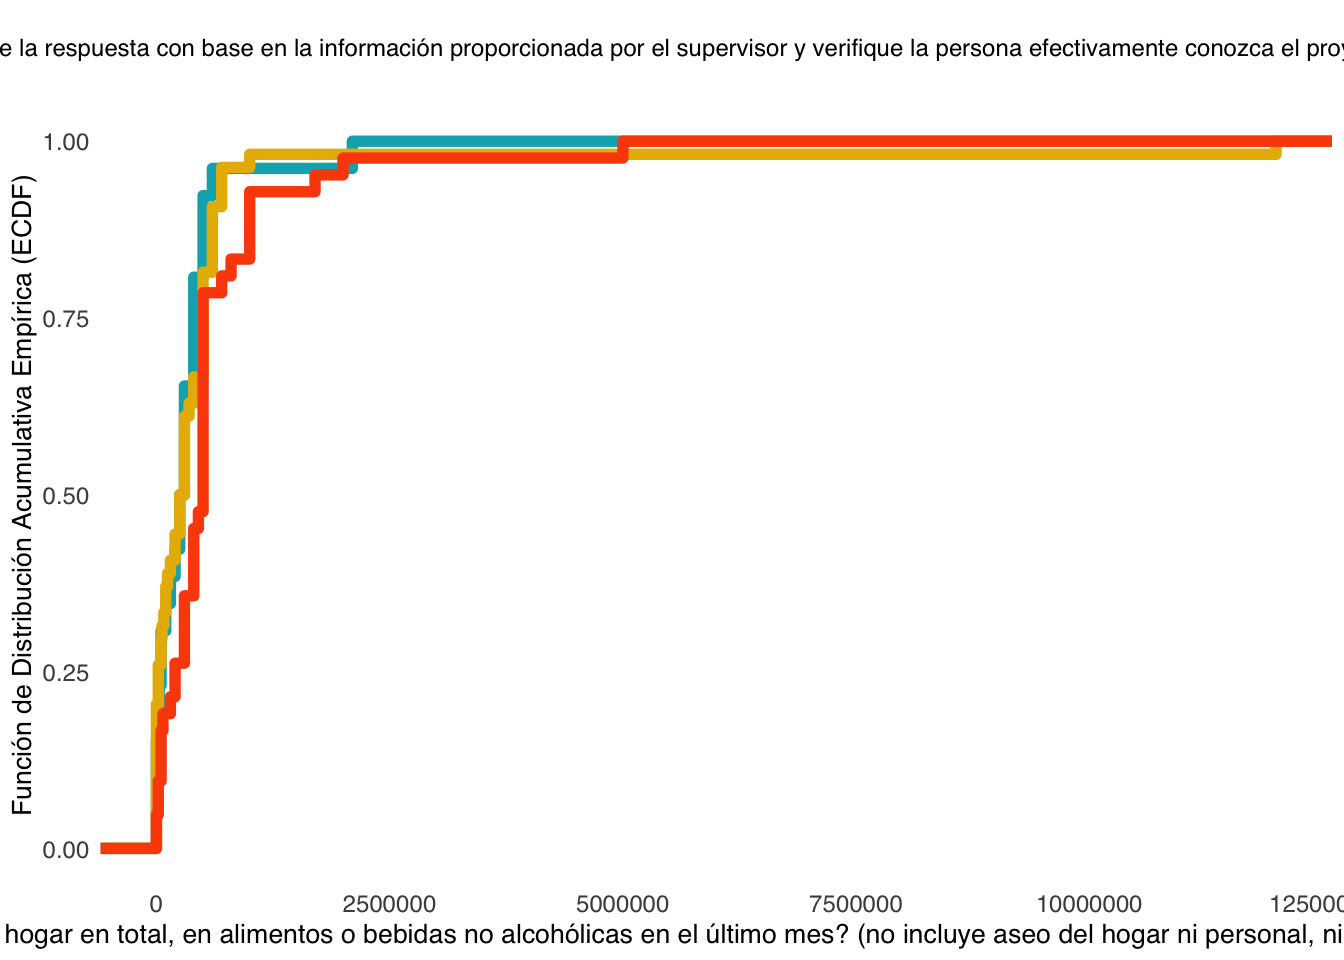 e la respuesta con base en la información proporcionada por el supervisor y verifique la persona efectivamente conozca el proy
Función de Distribución Acumulativa Empírica (ECDF)
1.00
0.75
0.50
0.25
0.00
0 2500000 5000000 7500000 10000000 1250000
hogar en total, en alimentos o bebidas no alcohólicas en el último mes? (no incluye aseo del hogar ni personal, ni